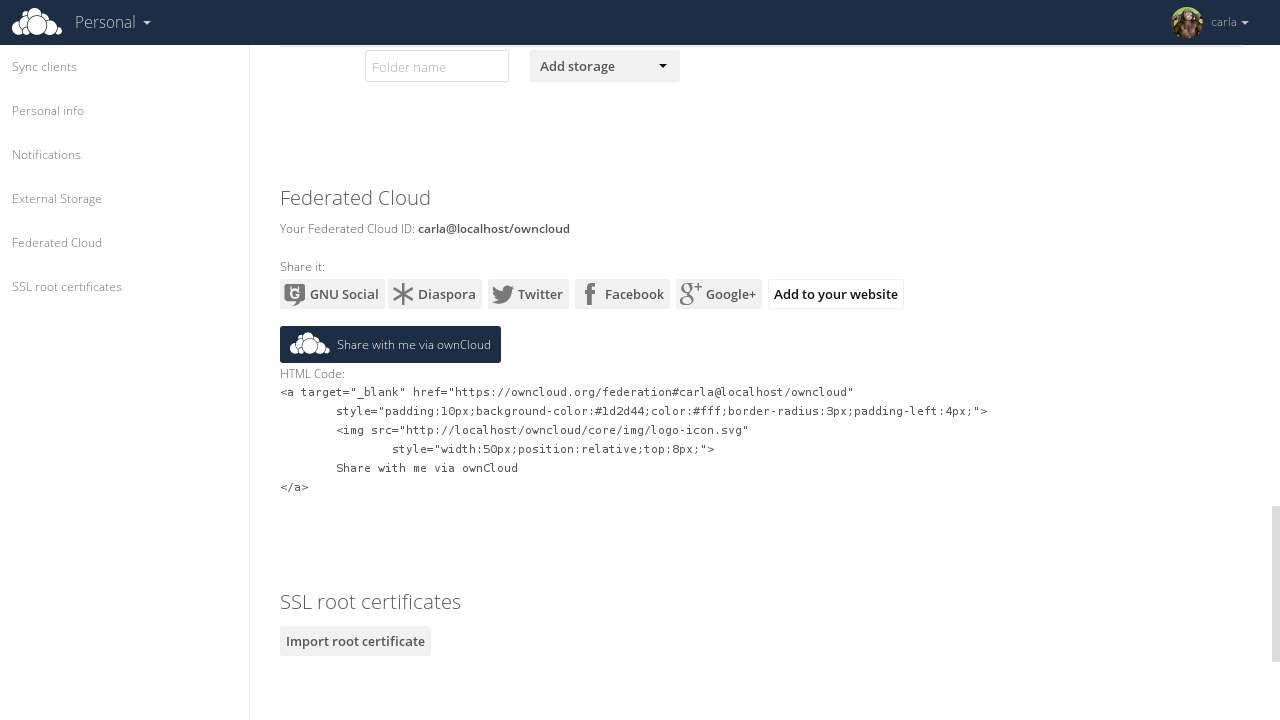 Personal
carla
Sync clients
Personal info
Notifications
External Storage
Federated Cloud
SSL root certificates
Folder name
Add storage
Federated Cloud
Your Federated Cloud ID: carla@localhost/owncloud
Share it:
GNU Social Diaspora Twitter Facebook Google+ Add to your website
Share with me via ownCloud
HTML Code:
<a target="_blank" href="https://owncloud.org/federation#carla@localhost/owncloud"
style="padding:10px;background-color:#1d2d44;color:#fff;border-radius:3px;padding-left:4px;">
<img src="http://localhost/owncloud/core/img/logo-icon.svg"
style="width:50px;position:relative;top:8px;">
Share with me via ownCloud
</a>
SSL root certificates
Import root certificate